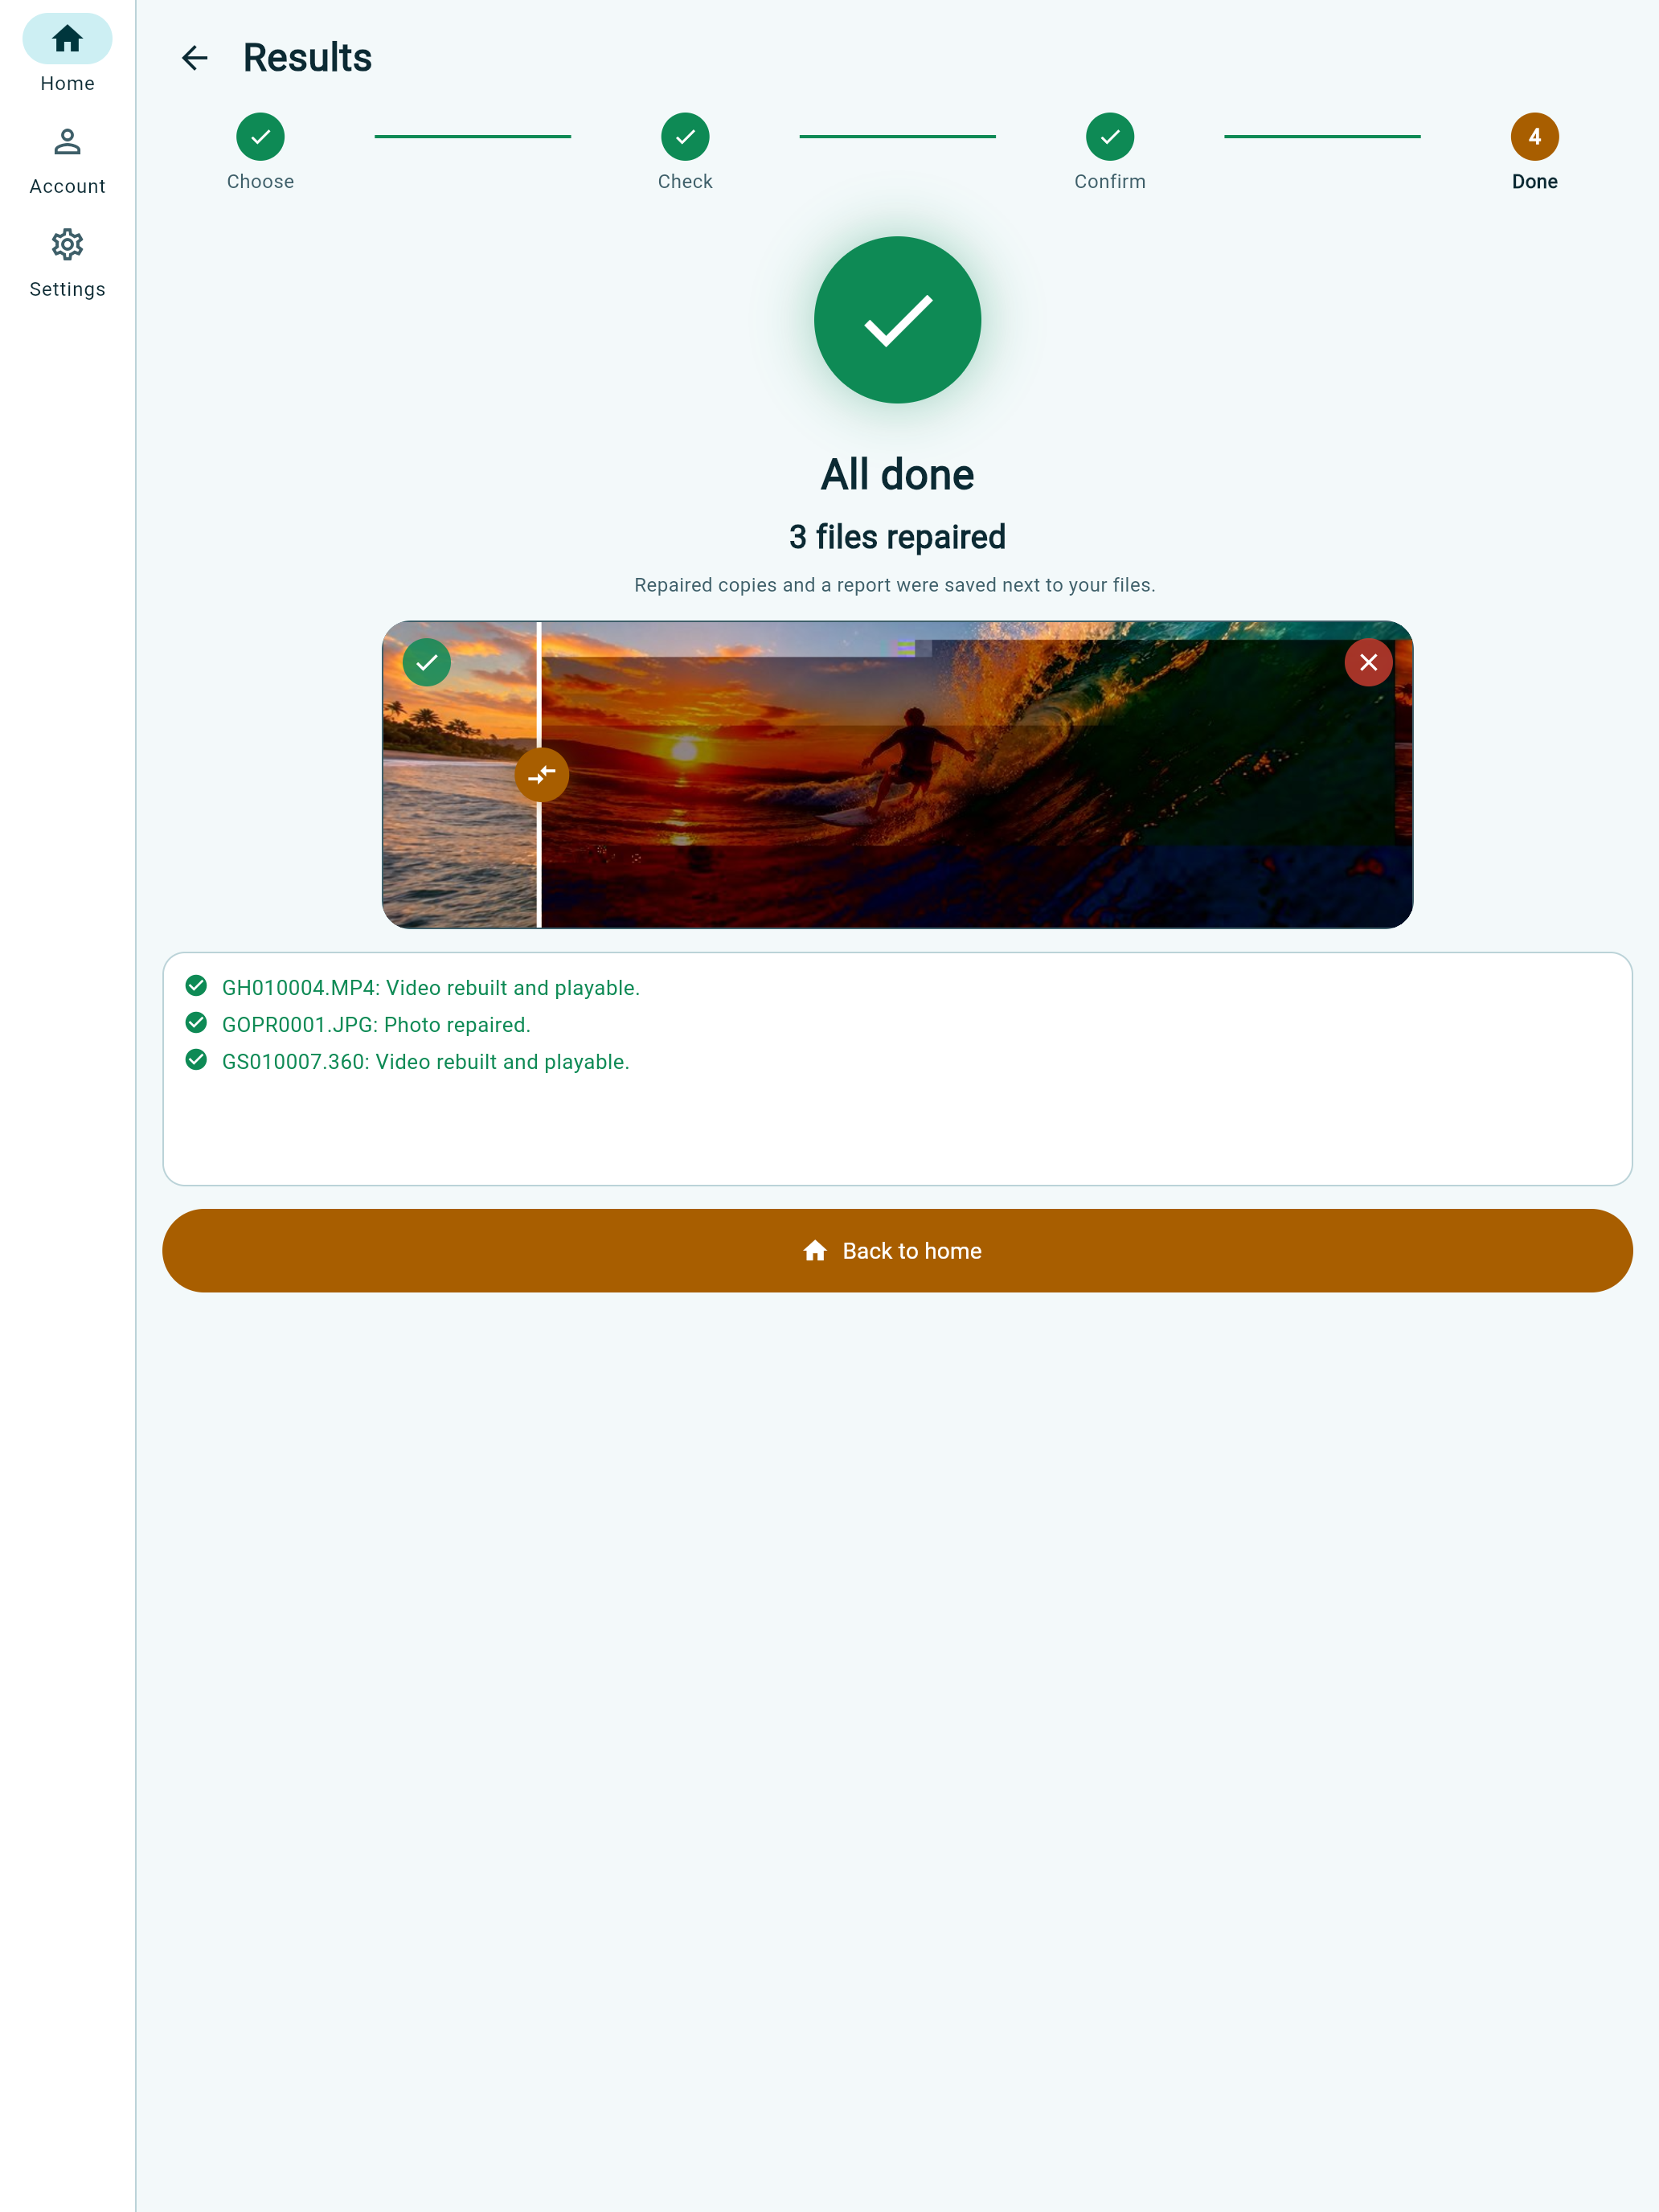 Home
Account
Settings
Results
Choose
Check
Confirm
4
Done
All done
3 files repaired
Repaired copies and a report were saved next to your files.
GH010004.MP4: Video rebuilt and playable.
GOPR0001.JPG: Photo repaired.
GS010007.360: Video rebuilt and playable.
Back to home